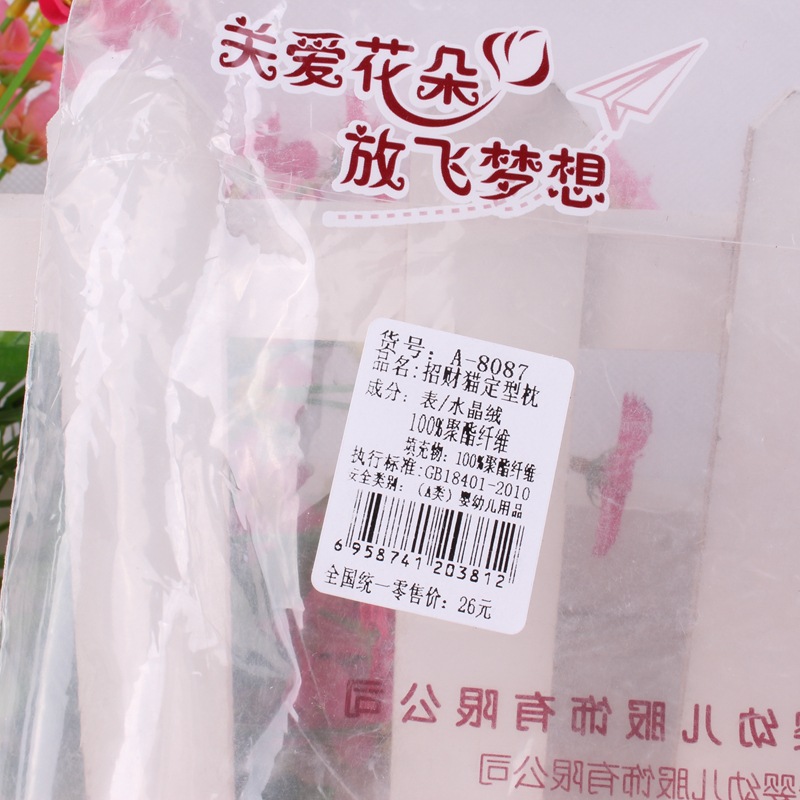 关爱花朵
放飞梦想
货号: A-8087
品名:招财猫定型枕
成分: 表/水晶绒
100%聚酯纤维
填充物: 100%聚酯纤维
执行标准:GB18401-2010
安全类别: (A类) 婴幼儿用品
6 958741 203812
全国统一零售价: 26元
婴幼儿服饰有限公司
婴幼儿服饰有限公司